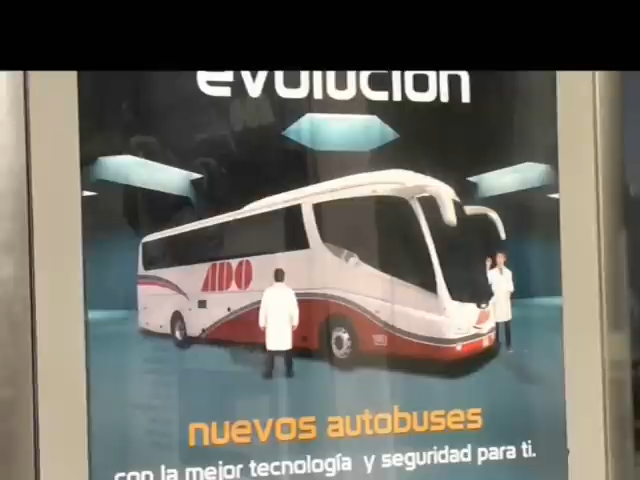 evolución
ADO
nuevos autobuses
con la mejor tecnología y seguridad para ti.